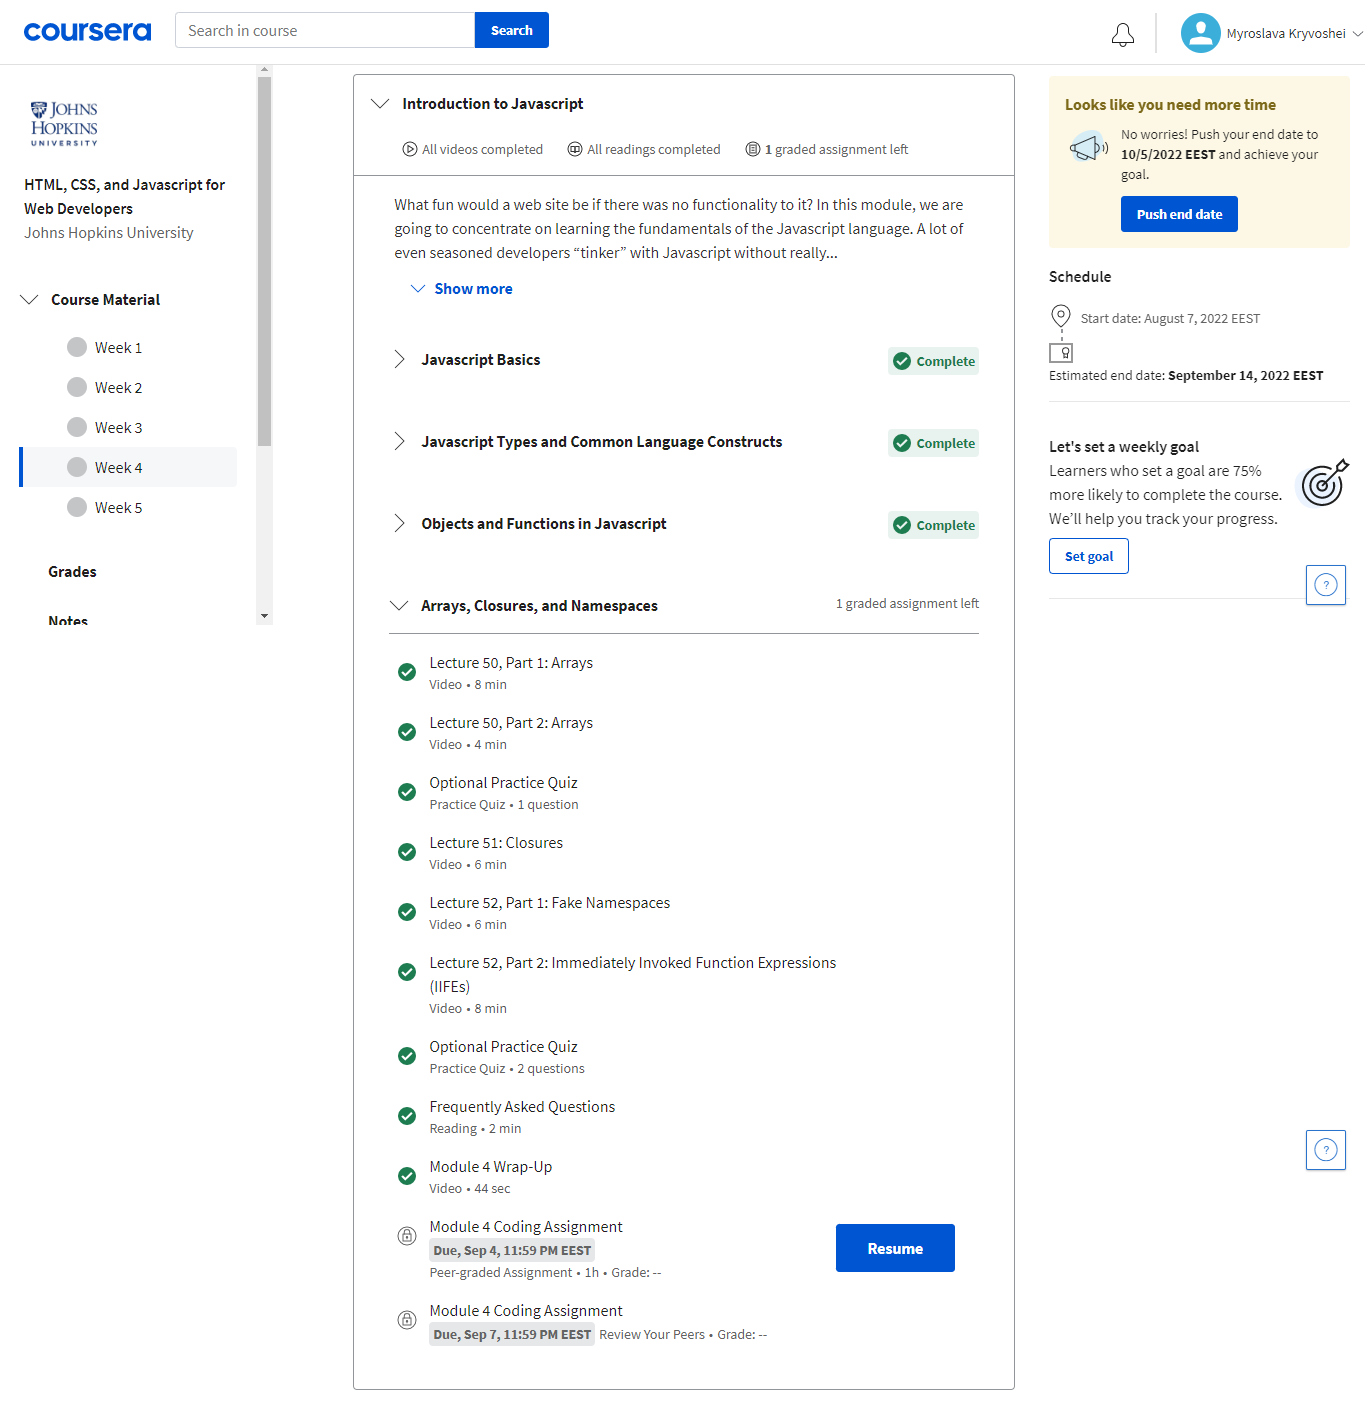 coursera
Search in course
Search
Myroslava Kryvoshei
JOHNS
HOPKINS
UNIVERSITY
HTML, CSS, and Javascript for
Web Developers
Johns Hopkins University
Course Material
Week 1
Week 2
Week 3
Week 4
Week 5
Grades
Notes
Introduction to Javascript
All videos completed
All readings completed
1 graded assignment left
What fun would a web site be if there was no functionality to it? In this module, we are
going to concentrate on learning the fundamentals of the Javascript language. A lot of
even seasoned developers “tinker” with Javascript without really...
Show more
Javascript Basics
Complete
Javascript Types and Common Language Constructs
Complete
Objects and Functions in Javascript
Complete
Arrays, Closures, and Namespaces
1 graded assignment left
Lecture 50, Part 1: Arrays
Video • 8 min
Lecture 50, Part 2: Arrays
Video • 4 min
Optional Practice Quiz
Practice Quiz • 1 question
Lecture 51: Closures
Video • 6 min
Lecture 52, Part 1: Fake Namespaces
Video • 6 min
Lecture 52, Part 2: Immediately Invoked Function Expressions
(IIFEs)
Video • 8 min
Optional Practice Quiz
Practice Quiz • 2 questions
Frequently Asked Questions
Reading • 2 min
Module 4 Wrap-Up
Video • 44 sec
Module 4 Coding Assignment
Due, Sep 4, 11:59 PM EEST
Peer-graded Assignment • 1h • Grade: --
Resume
Module 4 Coding Assignment
Due, Sep 7, 11:59 PM EEST Review Your Peers • Grade: --
Looks like you need more time
No worries! Push your end date to
10/5/2022 EEST and achieve your
goal.
Push end date
Schedule
Start date: August 7, 2022 EEST
Estimated end date: September 14, 2022 EEST
Let's set a weekly goal
Learners who set a goal are 75%
more likely to complete the course.
We’ll help you track your progress.
Set goal
?
?